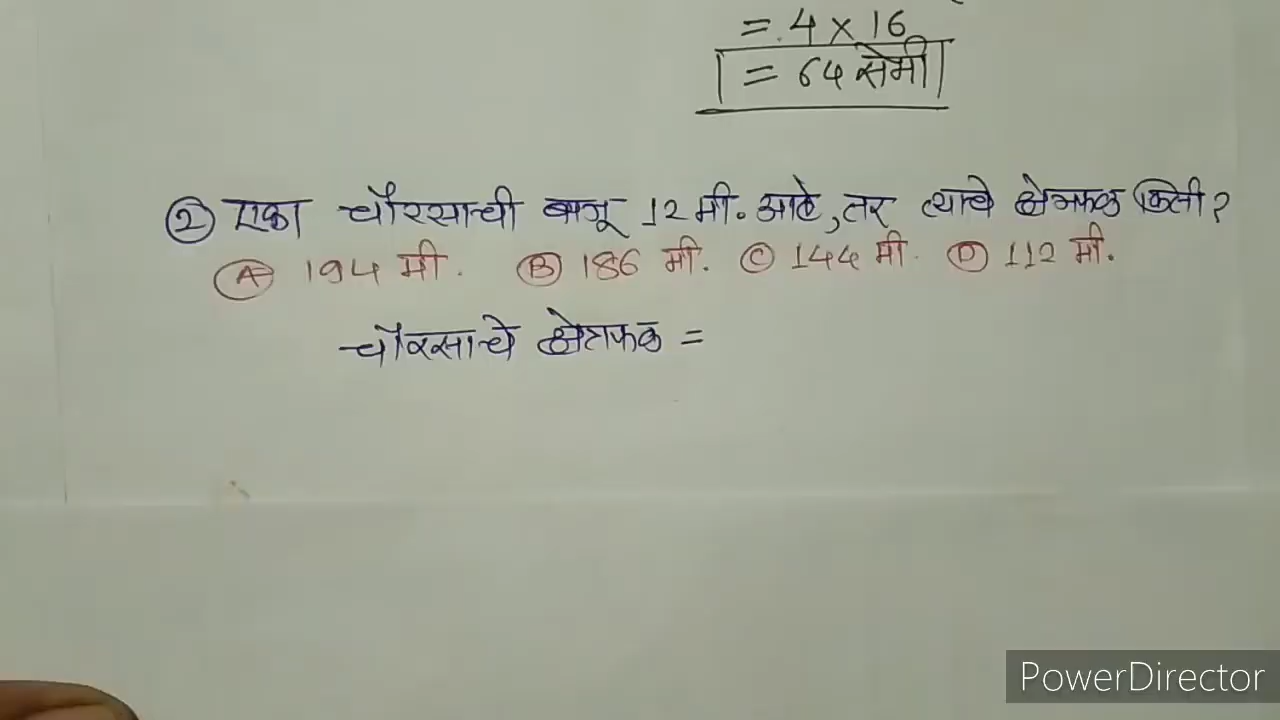 = 4 × 16
= 64 सेमी
② एका चौरसाची बाजू 12 मी. आहे, तर त्याचे क्षेत्रफळ किती?
Ⓐ 194 मी. Ⓑ 186 मी. Ⓒ 144 मी. Ⓓ 112 मी.
चौरसाचे क्षेत्रफळ =
PowerDirector